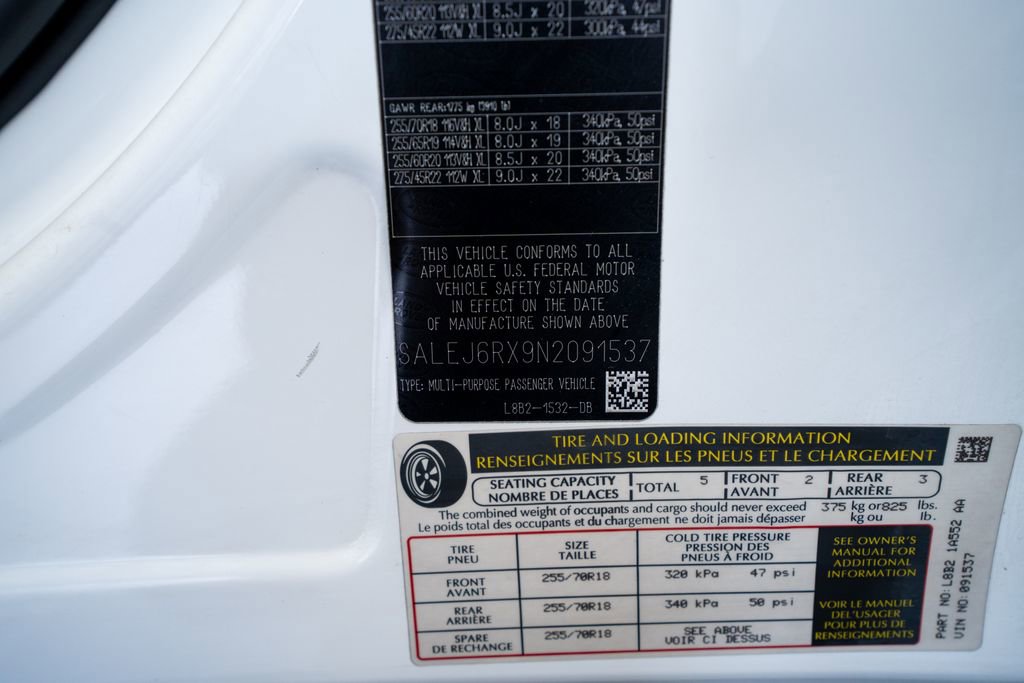 255/60R20 113V&H XL 8.5J x 20 320kPa, 47psi
275/45R22 112W XL 9.0J x 22 300kPa, 44psi
GAWR REAR:1775 kg (3910 lb)
255/70R18 116V&H XL 8.0J x 18 340kPa, 50psi
255/65R19 114V&H XL 8.0J x 19 340kPa, 50psi
255/60R20 113V&H XL 8.5J x 20 340kPa, 50psi
275/45R22 112W XL 9.0J x 22 340kPa, 50psi
THIS VEHICLE CONFORMS TO ALL
APPLICABLE U.S. FEDERAL MOTOR
VEHICLE SAFETY STANDARDS
IN EFFECT ON THE DATE
OF MANUFACTURE SHOWN ABOVE
SALEJ6RX9N2091537
TYPE: MULTI-PURPOSE PASSENGER VEHICLE
L8B2-1532-DB
TIRE AND LOADING INFORMATION
RENSEIGNEMENTS SUR LES PNEUS ET LE CHARGEMENT
SEATING CAPACITY
NOMBRE DE PLACES
TOTAL 5
FRONT 2
AVANT
REAR 3
ARRIÈRE
The combined weight of occupants and cargo should never exceed 375 kg or 825 lbs.
Le poids total des occupants et du chargement ne doit jamais dépasser kg ou lb.
TIRE
PNEU
SIZE
TAILLE
COLD TIRE PRESSURE
PRESSION DES
PNEUS À FROID
FRONT
AVANT
255/70R18
320 kPa 47 psi
REAR
ARRIÈRE
255/70R18
340 kPa 50 psi
SPARE
DE RECHANGE
255/70R18
SEE ABOVE
VOIR CI DESSUS
SEE OWNER'S
MANUAL FOR
ADDITIONAL
INFORMATION
VOIR LE MANUEL
DEL'USAGER
POUR PLUS DE
RENSEIGNEMENTS
PART NO: L8B2 1A552 AA
VIN NO: 091537